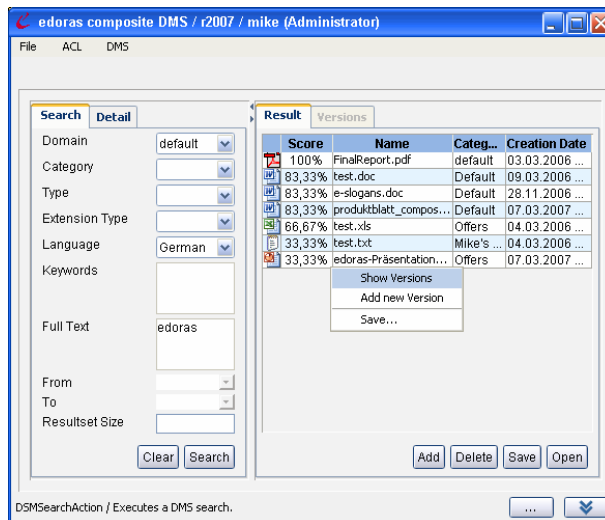 edoras composite DMS / r2007 / mike (Administrator)
File ACL DMS
Search Detail
Domain default
Category
Type
Extension Type
Language German
Keywords
Full Text edoras
From
To
Resultset Size
Clear Search
Result Versions
Score Name Categ... Creation Date
100% FinalReport.pdf default 03.03.2006 ...
83,33% test.doc Default 09.03.2006 ...
83,33% e-slogans.doc Default 28.11.2006 ...
83,33% produktblatt_compos... Default 07.03.2007 ...
66,67% test.xls Offers 04.03.2006 ...
33,33% test.txt Mike's ... 04.03.2006 ...
33,33% edoras-Präsentation... Offers 07.03.2007 ...
Show Versions
Add new Version
Save...
Add Delete Save Open
DSMSearchAction / Executes a DMS search.
...